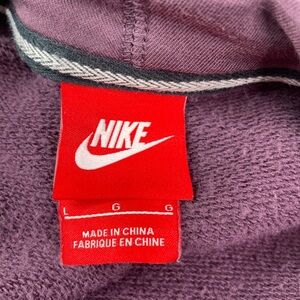 NIKE
L G G
MADE IN CHINA
FABRIQUE EN CHINE